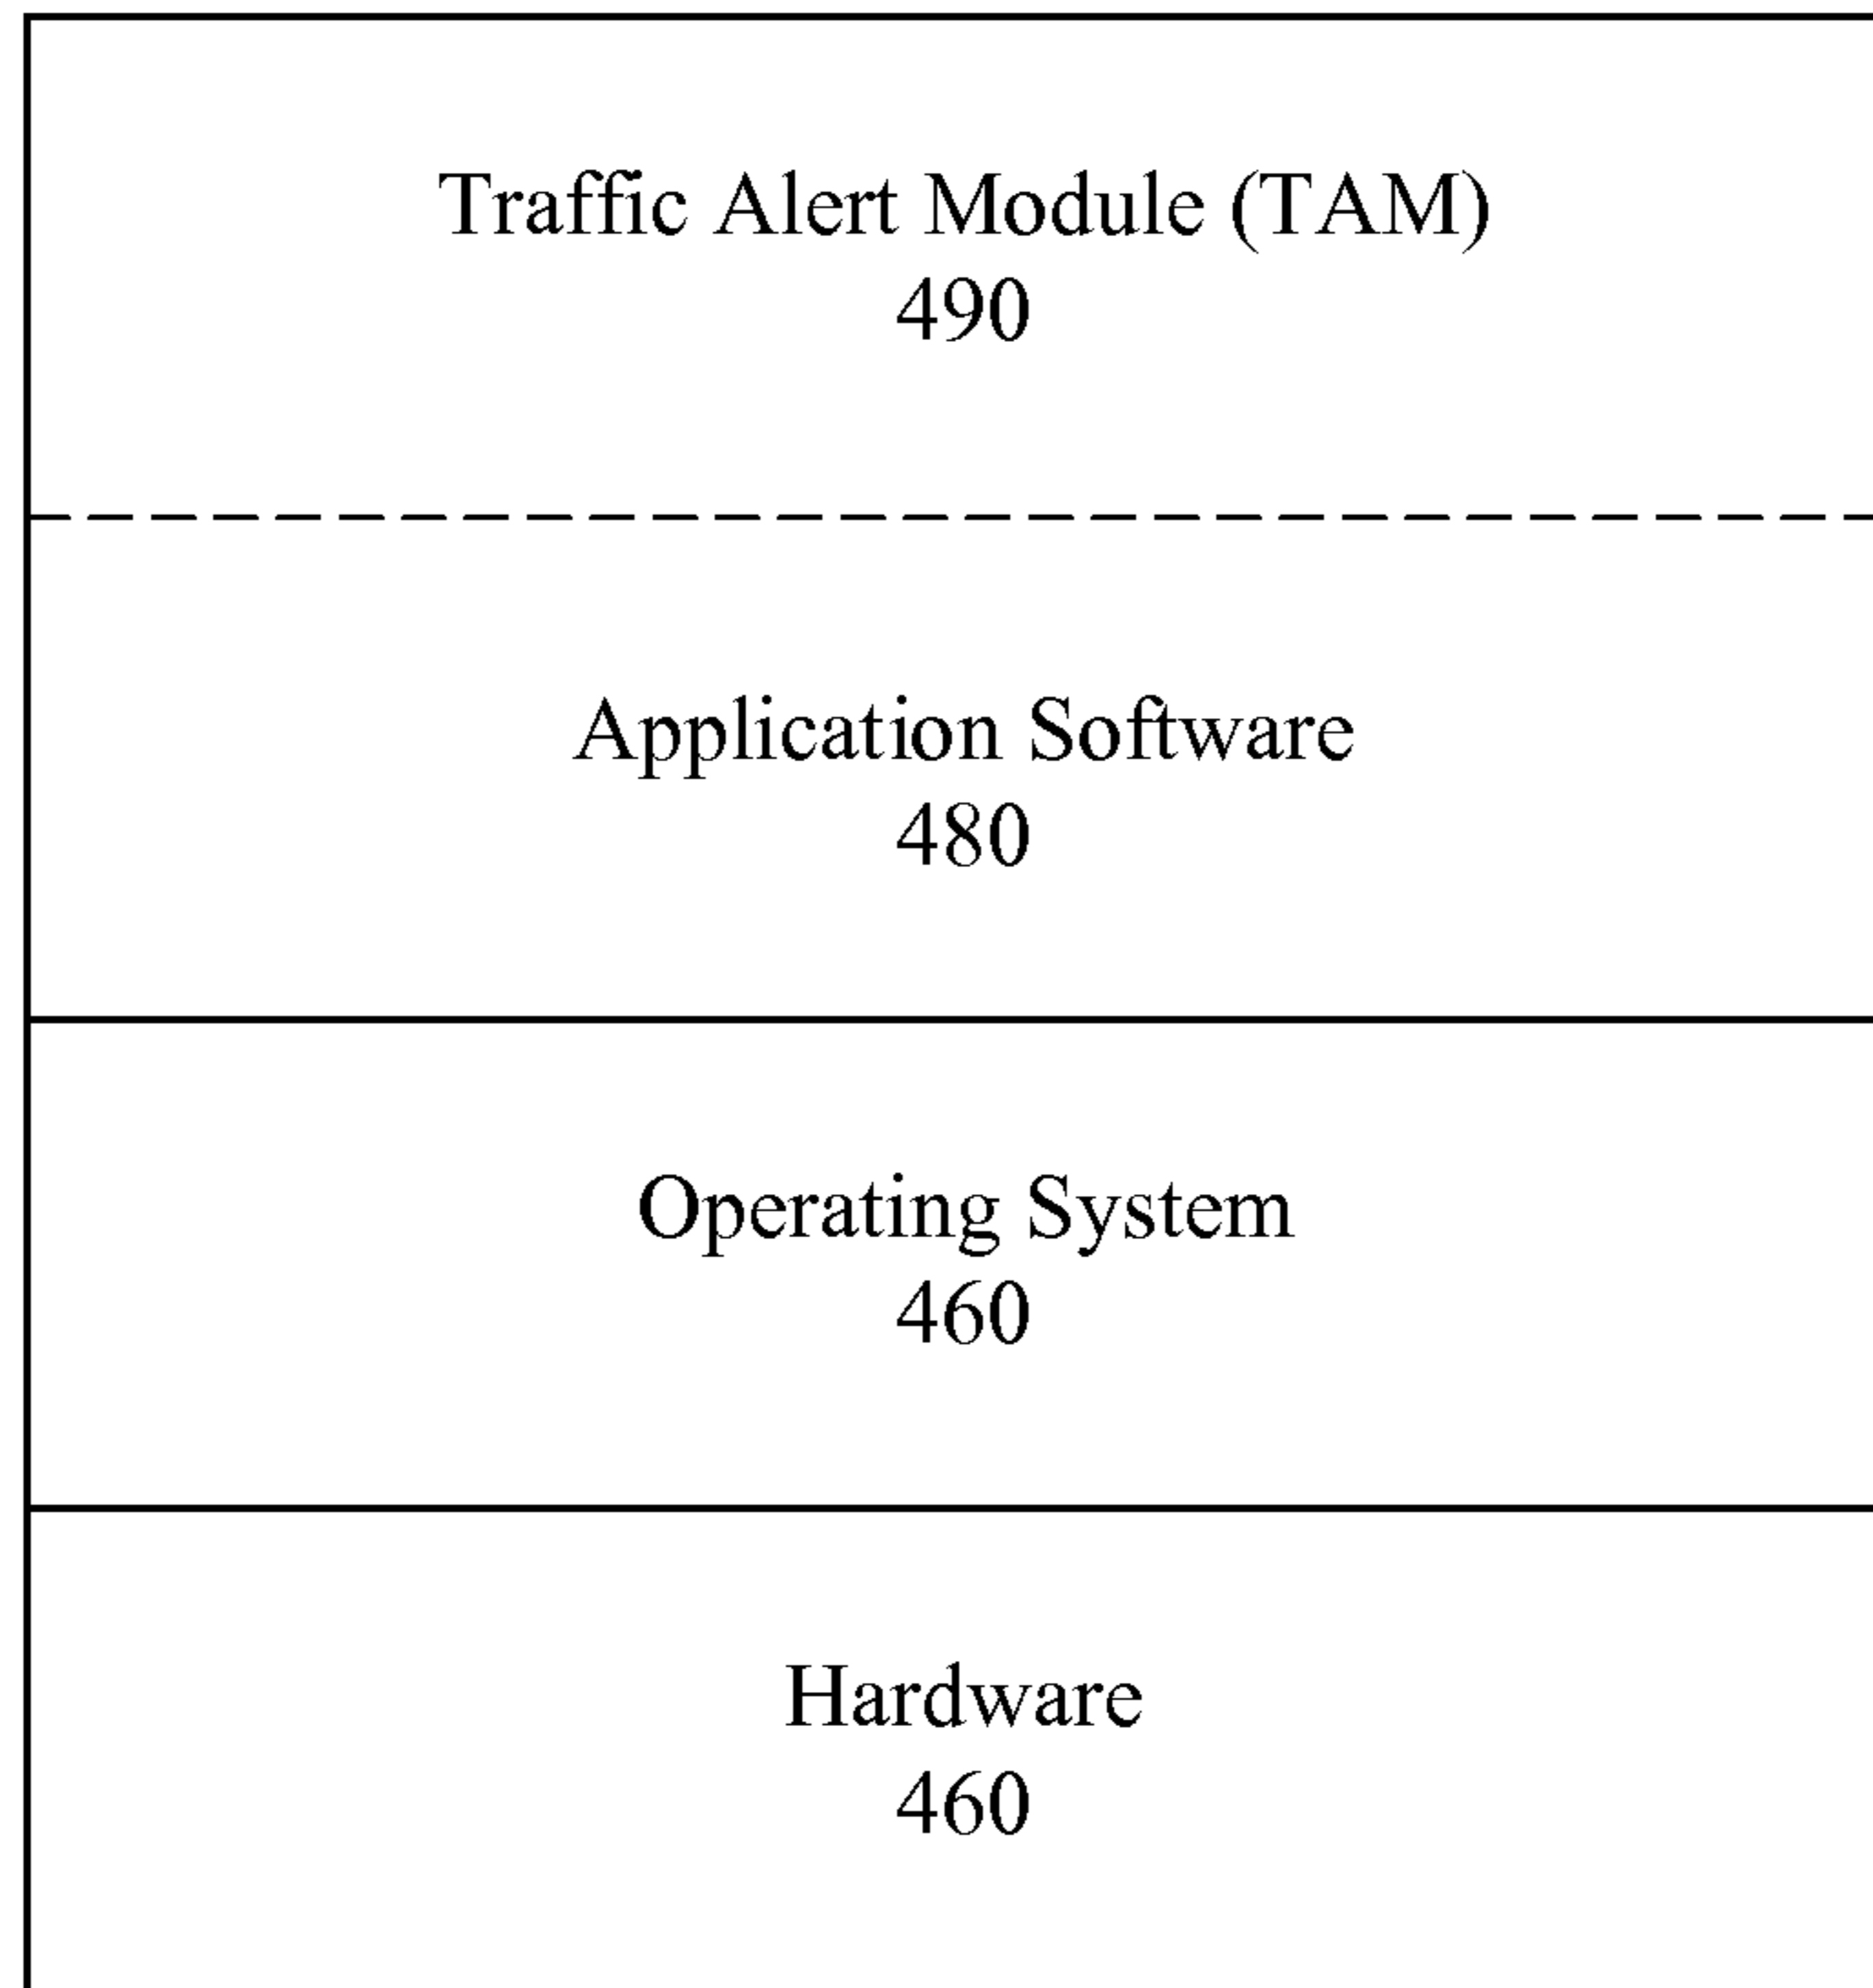 Traffic Alert Module (TAM)
490
Application Software
480
Operating System
460
Hardware
460